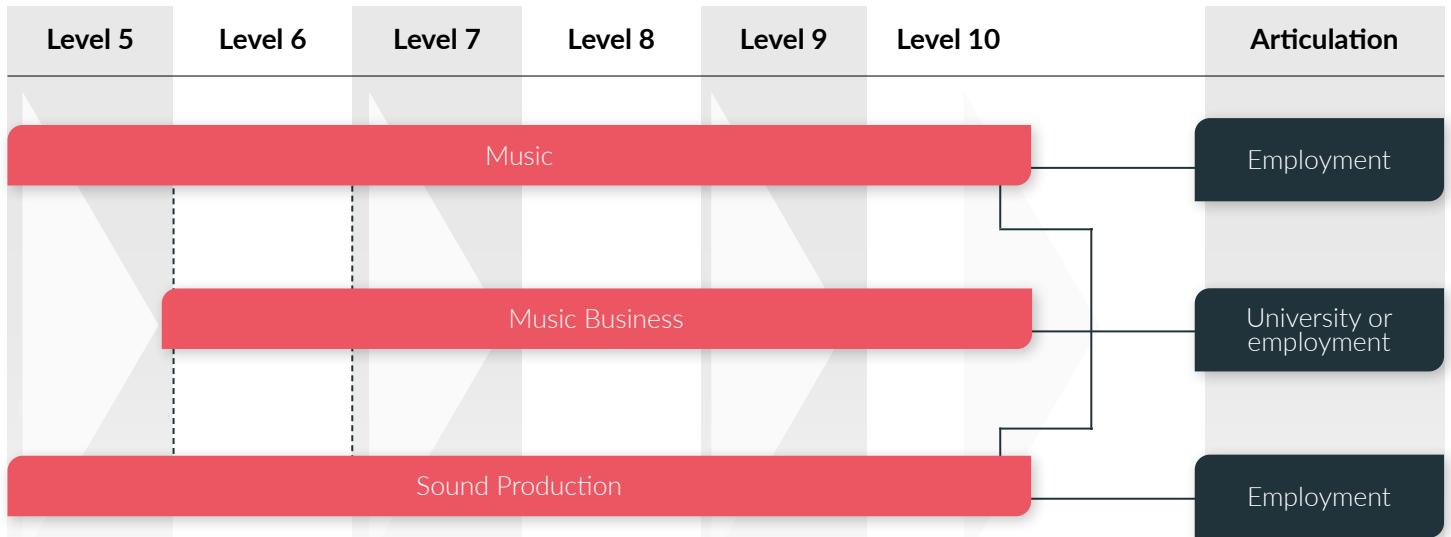 Level 5 Level 6 Level 7 Level 8 Level 9 Level 10 Articulation
Music
Employment
Music Business
University or
employment
Sound Production
Employment